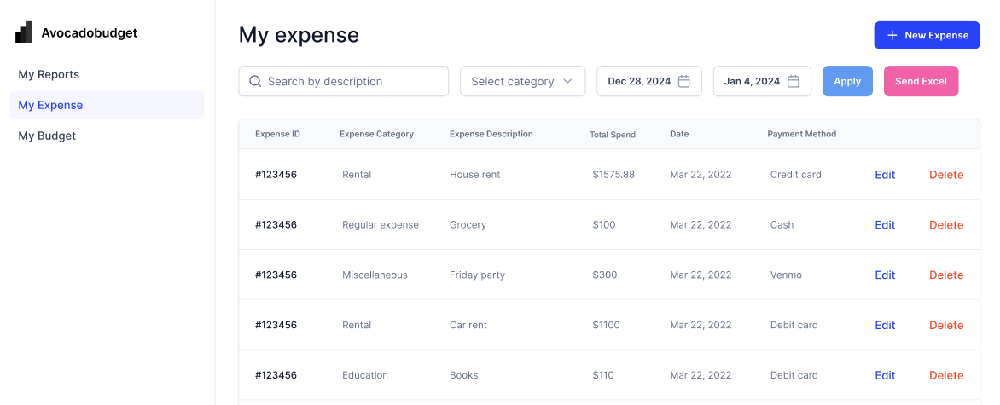 Avocadobudget
My Reports
My Expense
My Budget
My expense
New Expense
Search by description
Select category
Dec 28, 2024
Jan 4, 2024
Apply
Send Excel
Expense ID Expense Category Expense Description Total Spend Date Payment Method
#123456 Rental House rent $1575.88 Mar 22, 2022 Credit card Edit Delete
#123456 Regular expense Grocery $100 Mar 22, 2022 Cash Edit Delete
#123456 Miscellaneous Friday party $300 Mar 22, 2022 Venmo Edit Delete
#123456 Rental Car rent $1100 Mar 22, 2022 Debit card Edit Delete
#123456 Education Books $110 Mar 22, 2022 Debit card Edit Delete